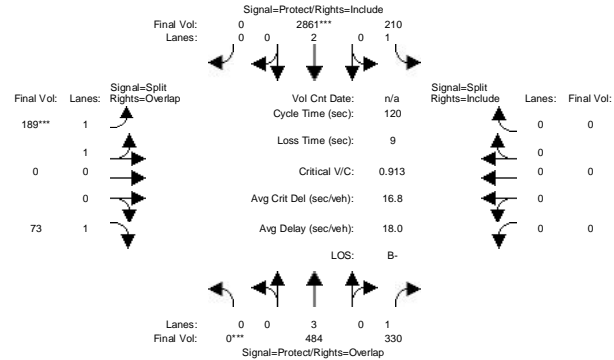 Signal=Protect/Rights=Include
Final Vol: 0 2861*** 210
Lanes: 0 0 2 0 1
Signal=Split
Final Vol: Lanes: Rights=Overlap
Vol Cnt Date: n/a
Signal=Split
Rights=Include Lanes: Final Vol:
Cycle Time (sec): 120
189*** 1 0 0
Loss Time (sec): 9
1 0
0 0 Critical V/C: 0.913 0 0
0 Avg Crit Del (sec/veh): 16.8 0
73 1 Avg Delay (sec/veh): 18.0 0 0
LOS: B-
Lanes: 0 0 3 0 1
Final Vol: 0*** 484 330
Signal=Protect/Rights=Overlap